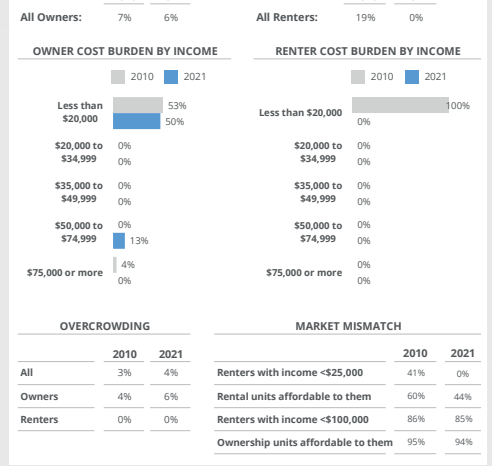 All Owners: 7% 6%
All Renters: 19% 0%
OWNER COST BURDEN BY INCOME
2010 2021
Less than 53%
$20,000 50%
$20,000 to 0%
$34,999 0%
$35,000 to 0%
$49,999 0%
$50,000 to 0%
$74,999 13%
4%
$75,000 or more
0%
RENTER COST BURDEN BY INCOME
2010 2021
100%
Less than $20,000
0%
$20,000 to 0%
$34,999 0%
$35,000 to 0%
$49,999 0%
$50,000 to 0%
$74,999 0%
0%
$75,000 or more
0%
OVERCROWDING
2010 2021
All 3% 4%
Owners 4% 6%
Renters 0% 0%
MARKET MISMATCH
2010 2021
Renters with income <$25,000 41% 0%
Rental units affordable to them 60% 44%
Renters with income <$100,000 86% 85%
Ownership units affordable to them 95% 94%